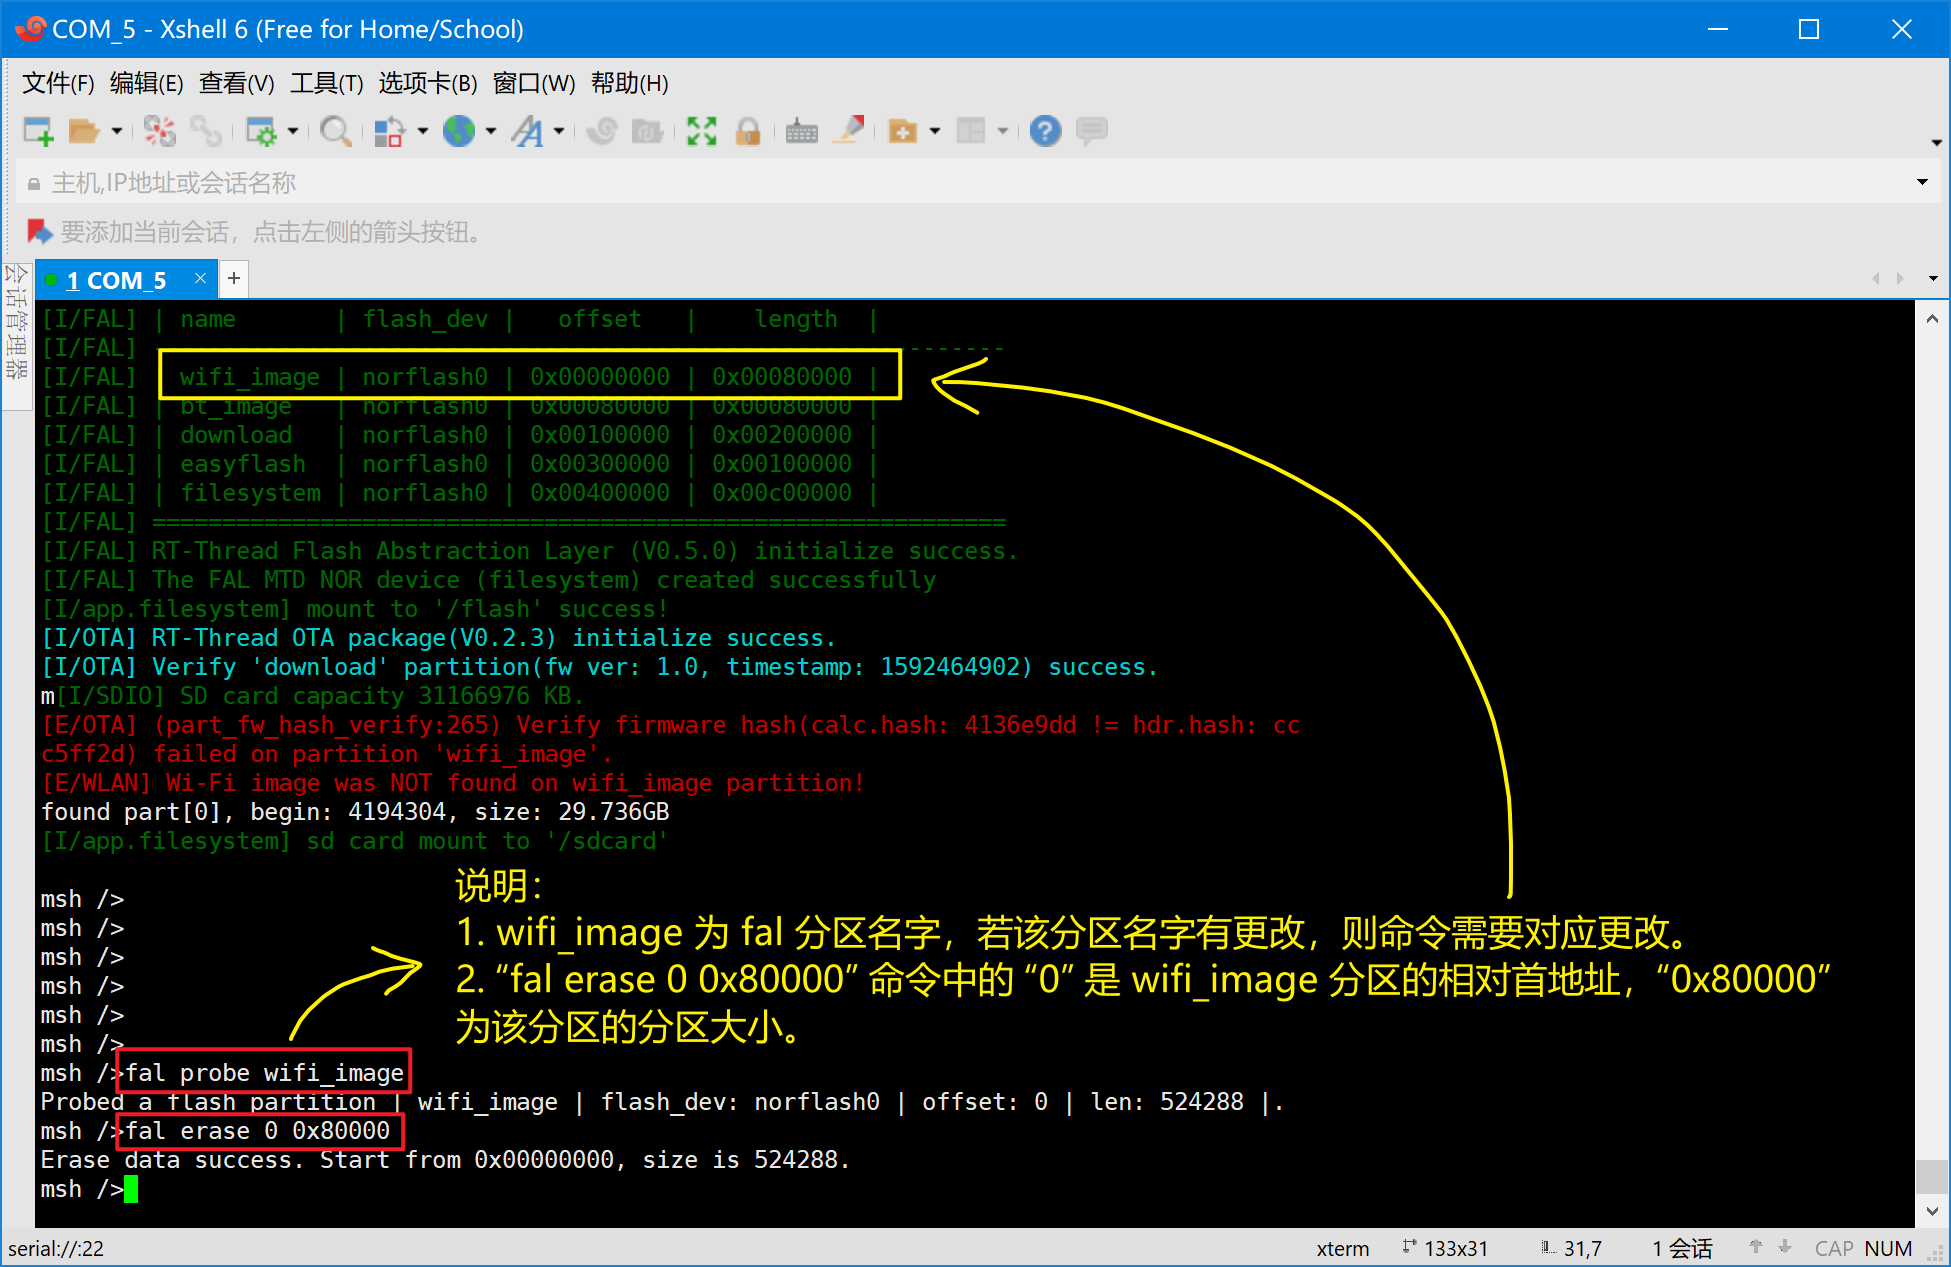 COM_5 - Xshell 6 (Free for Home/School)
文件(F) 编辑(E) 查看(V) 工具(T) 选项卡(B) 窗口(W) 帮助(H)
主机,IP地址或会话名称
要添加当前会话，点击左侧的箭头按钮。
会话管理器
1 COM_5 × +
[I/FAL] | name       | flash_dev |   offset   |    length  |
[I/FAL] -------
[I/FAL] wifi_image | norflash0 | 0x00000000 | 0x00080000 |
[I/FAL] | bt_image   | norflash0 | 0x00080000 | 0x00080000 |
[I/FAL] | download   | norflash0 | 0x00100000 | 0x00200000 |
[I/FAL] | easyflash  | norflash0 | 0x00300000 | 0x00100000 |
[I/FAL] | filesystem | norflash0 | 0x00400000 | 0x00c00000 |
[I/FAL] =============================================================
[I/FAL] RT-Thread Flash Abstraction Layer (V0.5.0) initialize success.
[I/FAL] The FAL MTD NOR device (filesystem) created successfully
[I/app.filesystem] mount to '/flash' success!
[I/OTA] RT-Thread OTA package(V0.2.3) initialize success.
[I/OTA] Verify 'download' partition(fw ver: 1.0, timestamp: 1592464902) success.
m[I/SDIO] SD card capacity 31166976 KB.
[E/OTA] (part_fw_hash_verify:265) Verify firmware hash(calc.hash: 4136e9dd != hdr.hash: cc
c5ff2d) failed on partition 'wifi_image'.
[E/WLAN] Wi-Fi image was NOT found on wifi_image partition!
found part[0], begin: 4194304, size: 29.736GB
[I/app.filesystem] sd card mount to '/sdcard'
msh />
msh />
msh />
msh />
msh />
msh />
说明：
1. wifi_image 为 fal 分区名字，若该分区名字有更改，则命令需要对应更改。
2. “fal erase 0 0x80000” 命令中的 “0” 是 wifi_image 分区的相对首地址，“0x80000”
为该分区的分区大小。
msh />fal probe wifi_image
Probed a flash partition | wifi_image | flash_dev: norflash0 | offset: 0 | len: 524288 |.
msh />fal erase 0 0x80000
Erase data success. Start from 0x00000000, size is 524288.
msh />
serial://:22 xterm 133x31 31,7 1 会话 CAP NUM